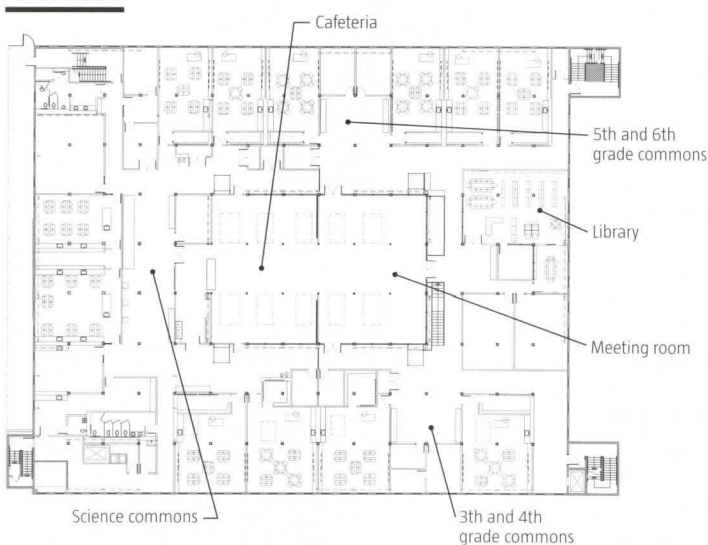 Cafeteria
5th and 6th
grade commons
Library
Meeting room
Science commons
3th and 4th
grade commons